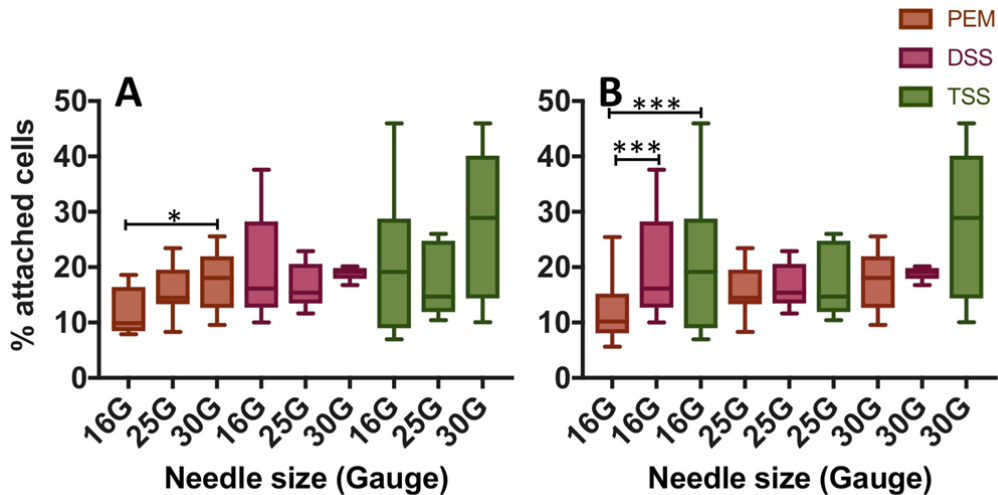 PEM
DSS
TSS
A
% attached cells
50
40
30
20
10
0
*
16G
25G
30G
16G
25G
30G
16G
25G
30G
Needle size (Gauge)
B
50
40
30
20
10
0
***
***
16G
16G
16G
25G
25G
25G
30G
30G
30G
Needle size (Gauge)